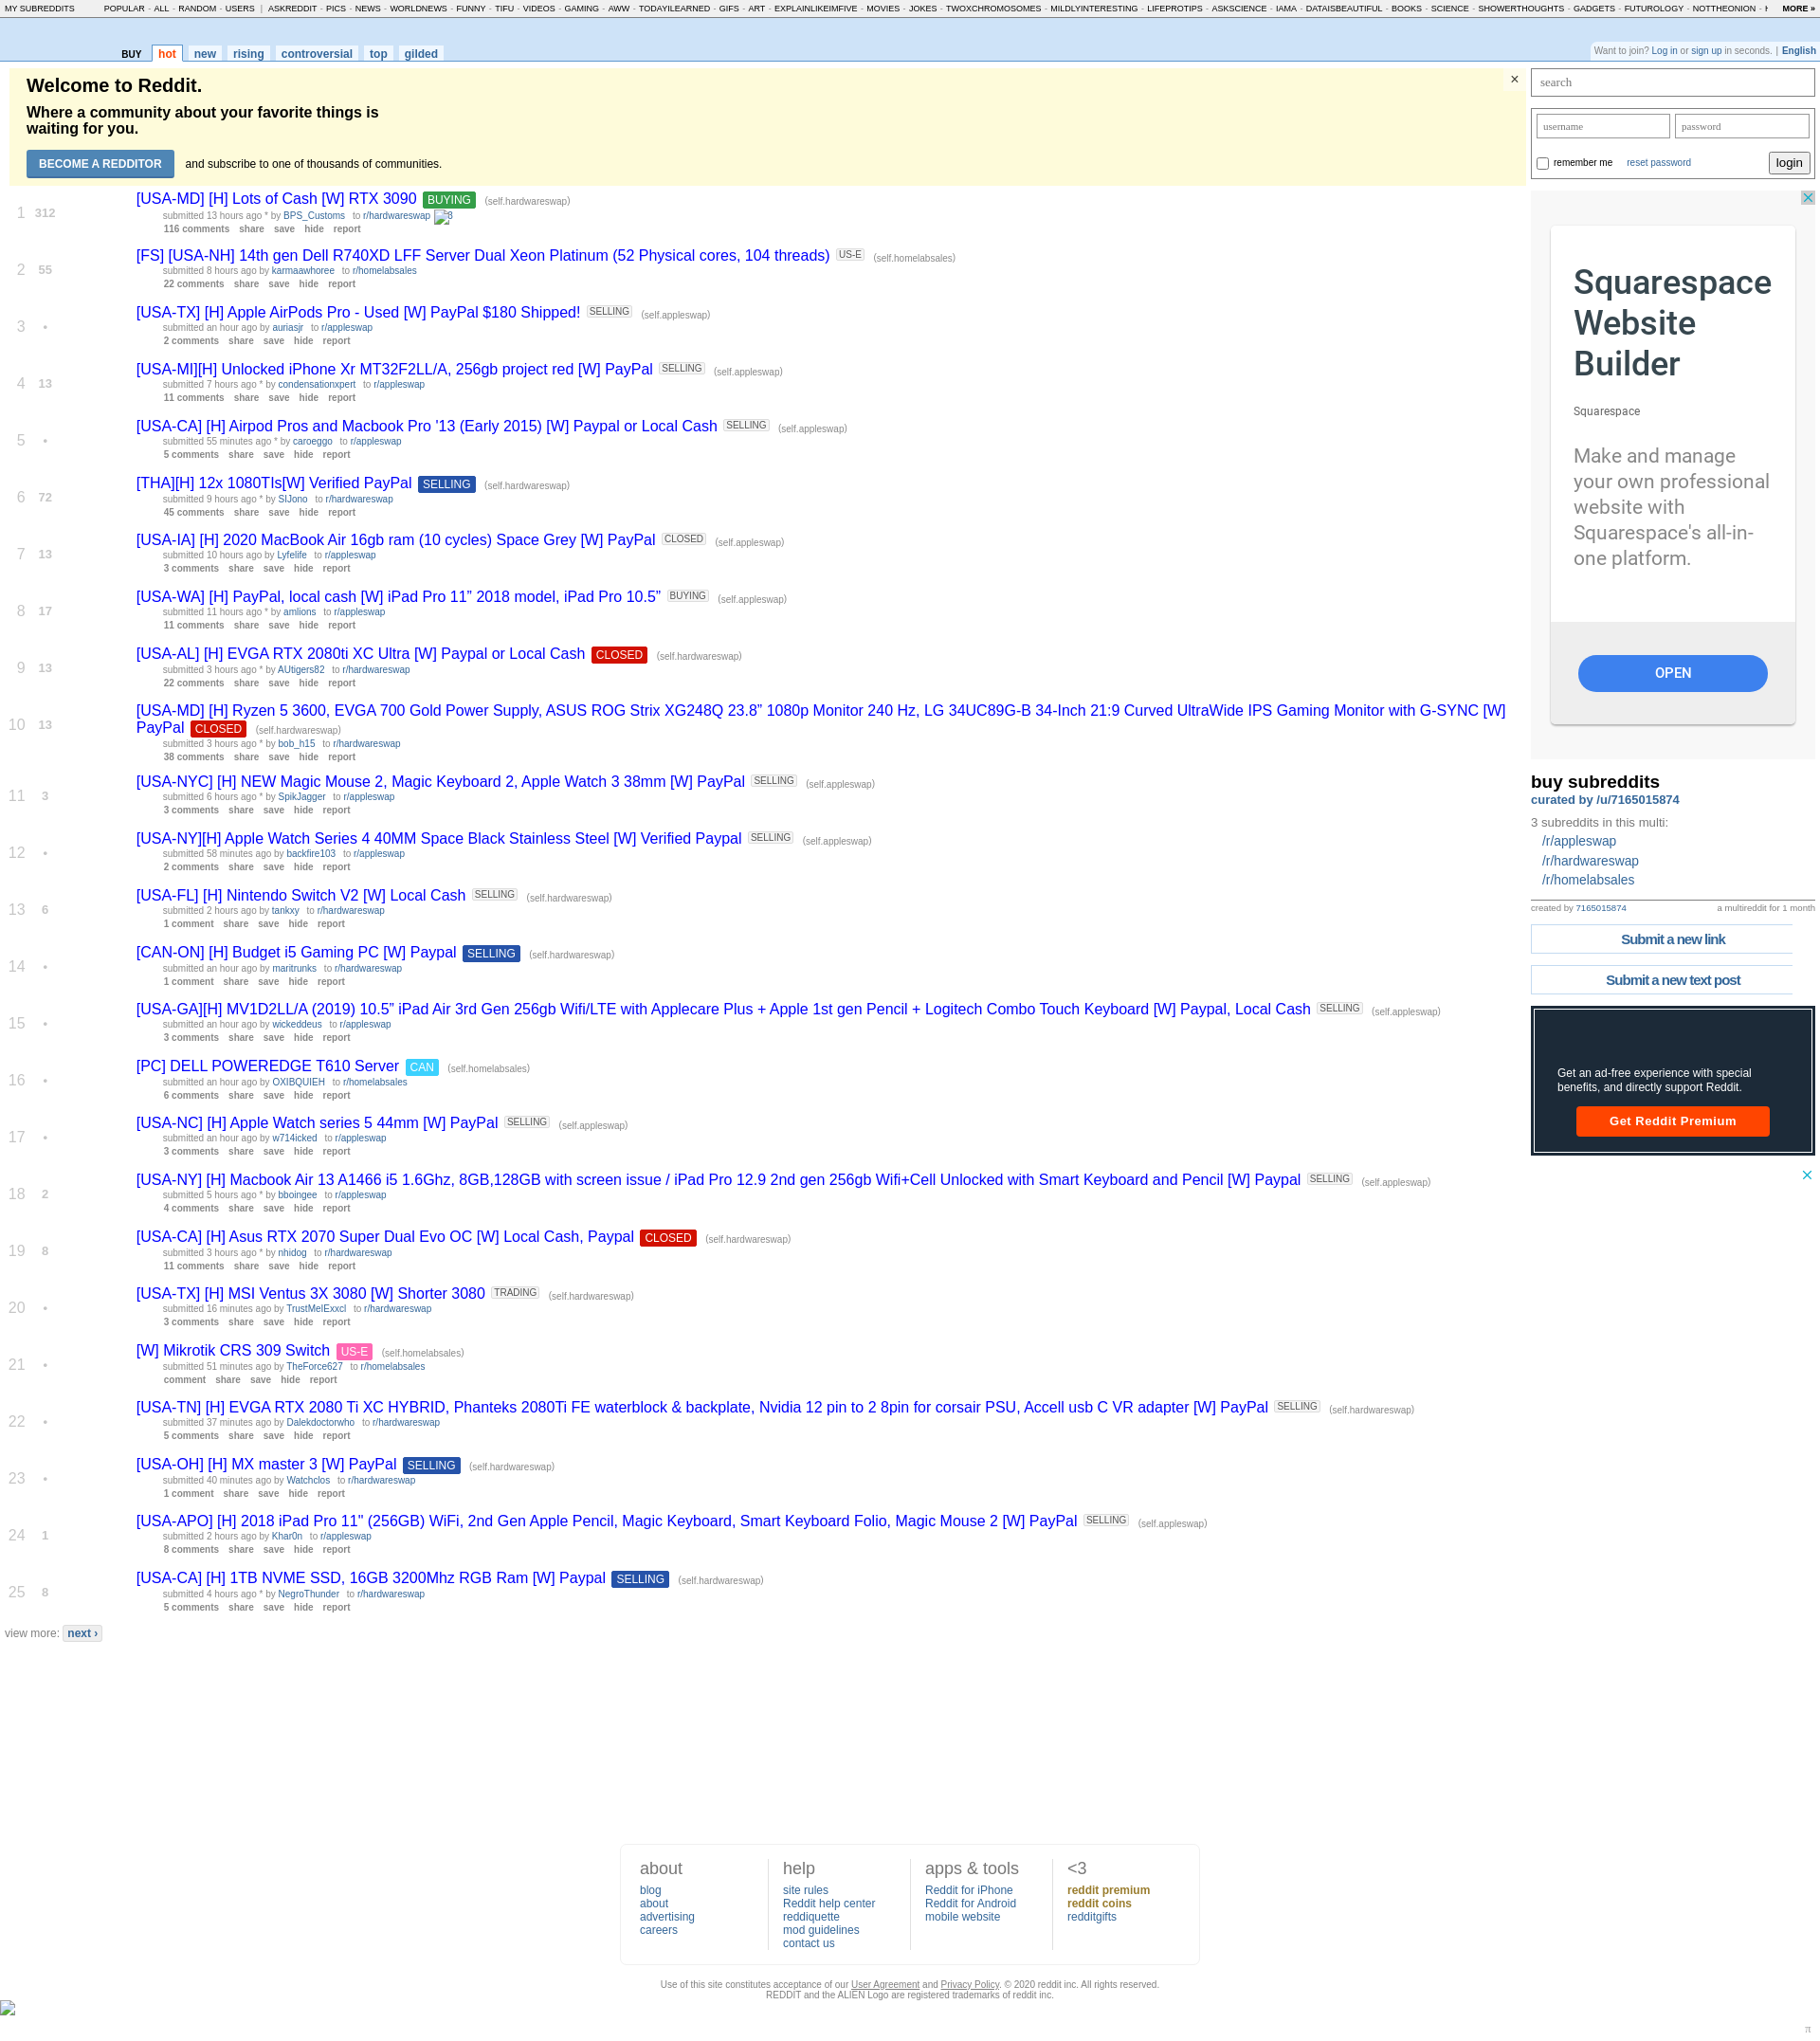 MY SUBREDDITS POPULAR - ALL - RANDOM - USERS | ASKREDDIT - PICS - NEWS - WORLDNEWS - FUNNY - TIFU - VIDEOS - GAMING - AWW - TODAYILEARNED - GIFS - ART - EXPLAINLIKEIMFIVE - MOVIES - JOKES - TWOXCHROMOSOMES - MILDLYINTERESTING - LIFEPROTIPS - ASKSCIENCE - IAMA - DATAISBEAUTIFUL - BOOKS - SCIENCE - SHOWERTHOUGHTS - GADGETS - FUTUROLOGY - NOTTHEONION - MORE »
BUY hot new rising controversial top gilded
Want to join? Log in or sign up in seconds. | English
Welcome to Reddit.
Where a community about your favorite things is
waiting for you.
BECOME A REDDITOR and subscribe to one of thousands of communities.
×
1 312 [USA-MD] [H] Lots of Cash [W] RTX 3090 BUYING (self.hardwareswap)
submitted 13 hours ago * by BPS_Customs to r/hardwareswap 8
116 comments share save hide report
2 55 [FS] [USA-NH] 14th gen Dell R740XD LFF Server Dual Xeon Platinum (52 Physical cores, 104 threads) US-E (self.homelabsales)
submitted 8 hours ago by karmaawhoree to r/homelabsales
22 comments share save hide report
3 • [USA-TX] [H] Apple AirPods Pro - Used [W] PayPal $180 Shipped! SELLING (self.appleswap)
submitted an hour ago by auriasjr to r/appleswap
2 comments share save hide report
4 13 [USA-MI][H] Unlocked iPhone Xr MT32F2LL/A, 256gb project red [W] PayPal SELLING (self.appleswap)
submitted 7 hours ago * by condensationxpert to r/appleswap
11 comments share save hide report
5 • [USA-CA] [H] Airpod Pros and Macbook Pro '13 (Early 2015) [W] Paypal or Local Cash SELLING (self.appleswap)
submitted 55 minutes ago * by caroeggo to r/appleswap
5 comments share save hide report
6 72 [THA][H] 12x 1080TIs[W] Verified PayPal SELLING (self.hardwareswap)
submitted 9 hours ago * by SIJono to r/hardwareswap
45 comments share save hide report
7 13 [USA-IA] [H] 2020 MacBook Air 16gb ram (10 cycles) Space Grey [W] PayPal CLOSED (self.appleswap)
submitted 10 hours ago by Lyfelife to r/appleswap
3 comments share save hide report
8 17 [USA-WA] [H] PayPal, local cash [W] iPad Pro 11” 2018 model, iPad Pro 10.5” BUYING (self.appleswap)
submitted 11 hours ago * by amlions to r/appleswap
11 comments share save hide report
9 13 [USA-AL] [H] EVGA RTX 2080ti XC Ultra [W] Paypal or Local Cash CLOSED (self.hardwareswap)
submitted 3 hours ago * by AUtigers82 to r/hardwareswap
22 comments share save hide report
10 13 [USA-MD] [H] Ryzen 5 3600, EVGA 700 Gold Power Supply, ASUS ROG Strix XG248Q 23.8” 1080p Monitor 240 Hz, LG 34UC89G-B 34-Inch 21:9 Curved UltraWide IPS Gaming Monitor with G-SYNC [W]
PayPal CLOSED (self.hardwareswap)
submitted 3 hours ago * by bob_h15 to r/hardwareswap
38 comments share save hide report
11 3 [USA-NYC] [H] NEW Magic Mouse 2, Magic Keyboard 2, Apple Watch 3 38mm [W] PayPal SELLING (self.appleswap)
submitted 6 hours ago * by SpikJagger to r/appleswap
3 comments share save hide report
12 • [USA-NY][H] Apple Watch Series 4 40MM Space Black Stainless Steel [W] Verified Paypal SELLING (self.appleswap)
submitted 58 minutes ago by backfire103 to r/appleswap
2 comments share save hide report
13 6 [USA-FL] [H] Nintendo Switch V2 [W] Local Cash SELLING (self.hardwareswap)
submitted 2 hours ago by tankxy to r/hardwareswap
1 comment share save hide report
14 • [CAN-ON] [H] Budget i5 Gaming PC [W] Paypal SELLING (self.hardwareswap)
submitted an hour ago by maritrunks to r/hardwareswap
1 comment share save hide report
15 • [USA-GA][H] MV1D2LL/A (2019) 10.5” iPad Air 3rd Gen 256gb Wifi/LTE with Applecare Plus + Apple 1st gen Pencil + Logitech Combo Touch Keyboard [W] Paypal, Local Cash SELLING (self.appleswap)
submitted an hour ago by wickeddeus to r/appleswap
3 comments share save hide report
16 • [PC] DELL POWEREDGE T610 Server CAN (self.homelabsales)
submitted an hour ago by OXIBQUIEH to r/homelabsales
6 comments share save hide report
17 • [USA-NC] [H] Apple Watch series 5 44mm [W] PayPal SELLING (self.appleswap)
submitted an hour ago by w714icked to r/appleswap
3 comments share save hide report
18 2 [USA-NY] [H] Macbook Air 13 A1466 i5 1.6Ghz, 8GB,128GB with screen issue / iPad Pro 12.9 2nd gen 256gb Wifi+Cell Unlocked with Smart Keyboard and Pencil [W] Paypal SELLING (self.appleswap)
submitted 5 hours ago * by bboingee to r/appleswap
4 comments share save hide report
19 8 [USA-CA] [H] Asus RTX 2070 Super Dual Evo OC [W] Local Cash, Paypal CLOSED (self.hardwareswap)
submitted 3 hours ago * by nhidog to r/hardwareswap
11 comments share save hide report
20 • [USA-TX] [H] MSI Ventus 3X 3080 [W] Shorter 3080 TRADING (self.hardwareswap)
submitted 16 minutes ago by TrustMeIExxcl to r/hardwareswap
3 comments share save hide report
21 • [W] Mikrotik CRS 309 Switch US-E (self.homelabsales)
submitted 51 minutes ago by TheForce627 to r/homelabsales
comment share save hide report
22 • [USA-TN] [H] EVGA RTX 2080 Ti XC HYBRID, Phanteks 2080Ti FE waterblock & backplate, Nvidia 12 pin to 2 8pin for corsair PSU, Accell usb C VR adapter [W] PayPal SELLING (self.hardwareswap)
submitted 37 minutes ago by Dalekdoctorwho to r/hardwareswap
5 comments share save hide report
23 • [USA-OH] [H] MX master 3 [W] PayPal SELLING (self.hardwareswap)
submitted 40 minutes ago by Watchclos to r/hardwareswap
1 comment share save hide report
24 1 [USA-APO] [H] 2018 iPad Pro 11" (256GB) WiFi, 2nd Gen Apple Pencil, Magic Keyboard, Smart Keyboard Folio, Magic Mouse 2 [W] PayPal SELLING (self.appleswap)
submitted 2 hours ago by Khar0n to r/appleswap
8 comments share save hide report
25 8 [USA-CA] [H] 1TB NVME SSD, 16GB 3200Mhz RGB Ram [W] Paypal SELLING (self.hardwareswap)
submitted 4 hours ago * by NegroThunder to r/hardwareswap
5 comments share save hide report
view more: next ›
search
username password
remember me reset password login
Squarespace
Website
Builder
Squarespace
Make and manage
your own professional
website with
Squarespace's all-in-
one platform.
OPEN
buy subreddits
curated by /u/7165015874
3 subreddits in this multi:
/r/appleswap
/r/hardwareswap
/r/homelabsales
created by 7165015874 a multireddit for 1 month
Submit a new link
Submit a new text post
Get an ad-free experience with special
benefits, and directly support Reddit.
Get Reddit Premium
about
blog
about
advertising
careers
help
site rules
Reddit help center
reddiquette
mod guidelines
contact us
apps & tools
Reddit for iPhone
Reddit for Android
mobile website
<3
reddit premium
reddit coins
redditgifts
Use of this site constitutes acceptance of our User Agreement and Privacy Policy. © 2020 reddit inc. All rights reserved.
REDDIT and the ALIEN Logo are registered trademarks of reddit inc.
π